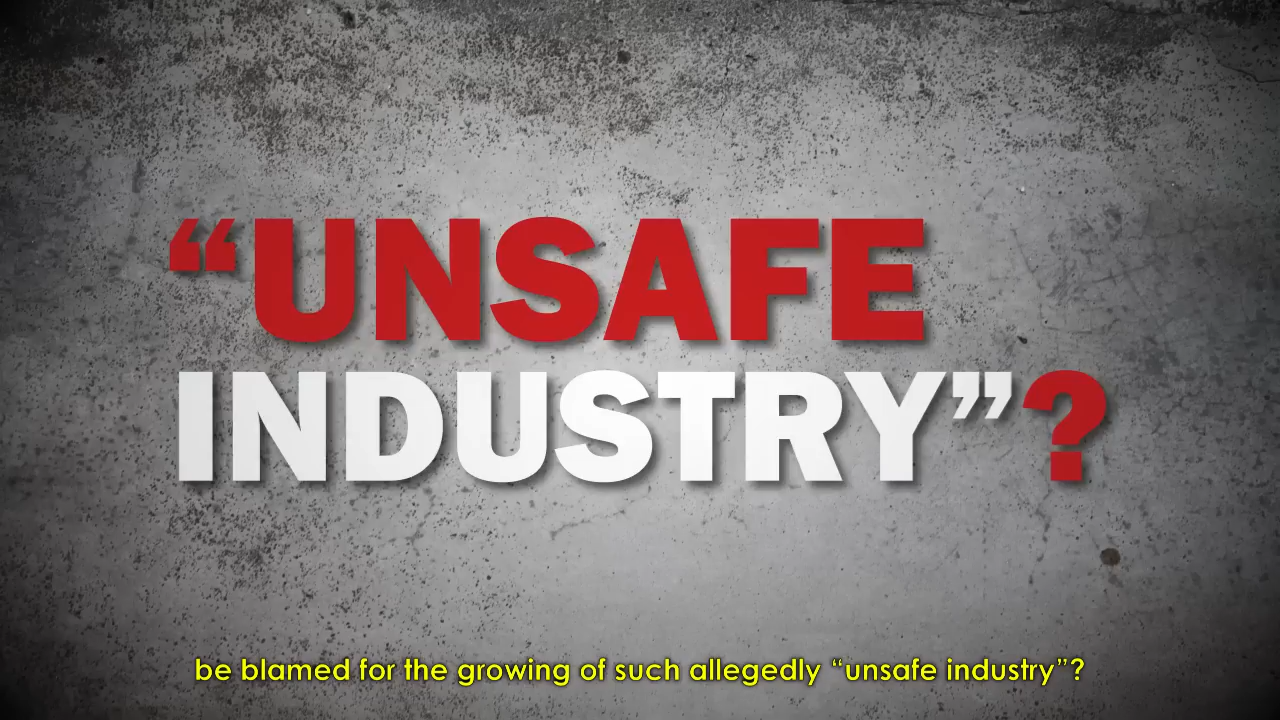 “UNSAFE
INDUSTRY”?
be blamed for the growing of such allegedly “unsafe industry”?